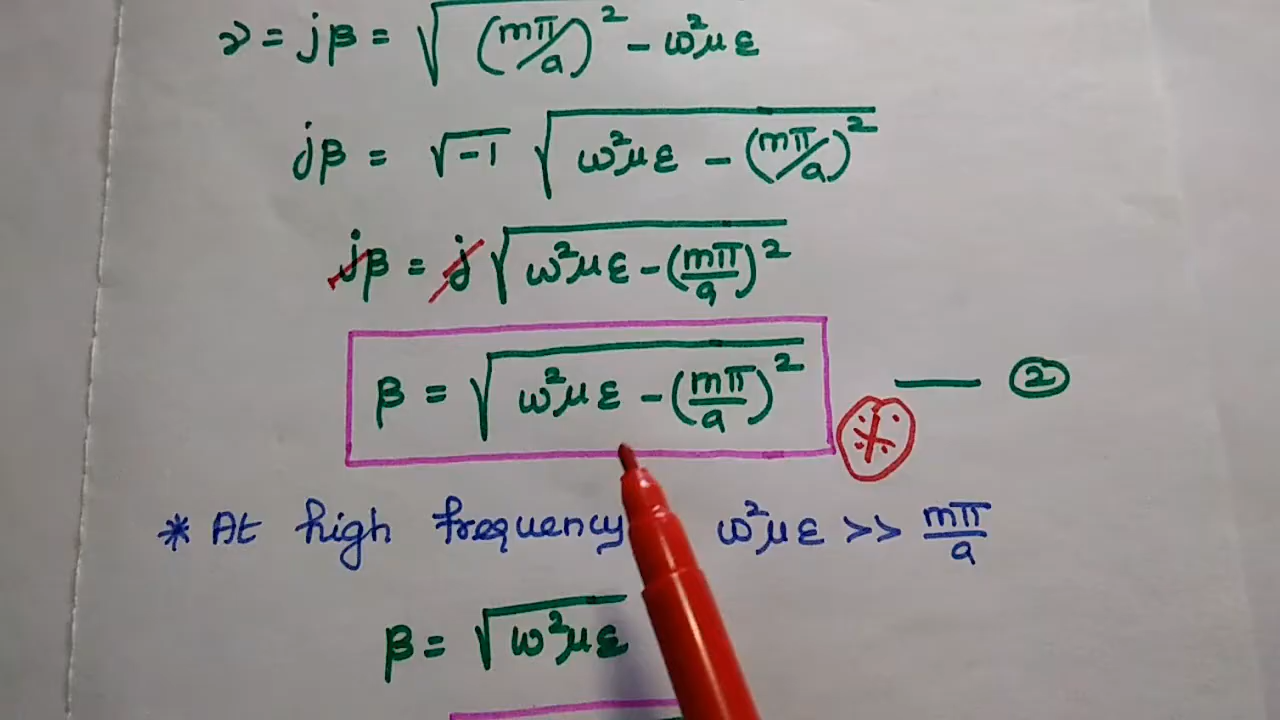 ν = jβ = √(mπ/a)² - ω²με
jβ = √-1 √ω²με - (mπ/a)²
jβ = j √ω²με - (mπ/a)²
β = √ω²με - (mπ/a)² — ②
* At high frequency ω²με >> mπ/a
β = √ω²με